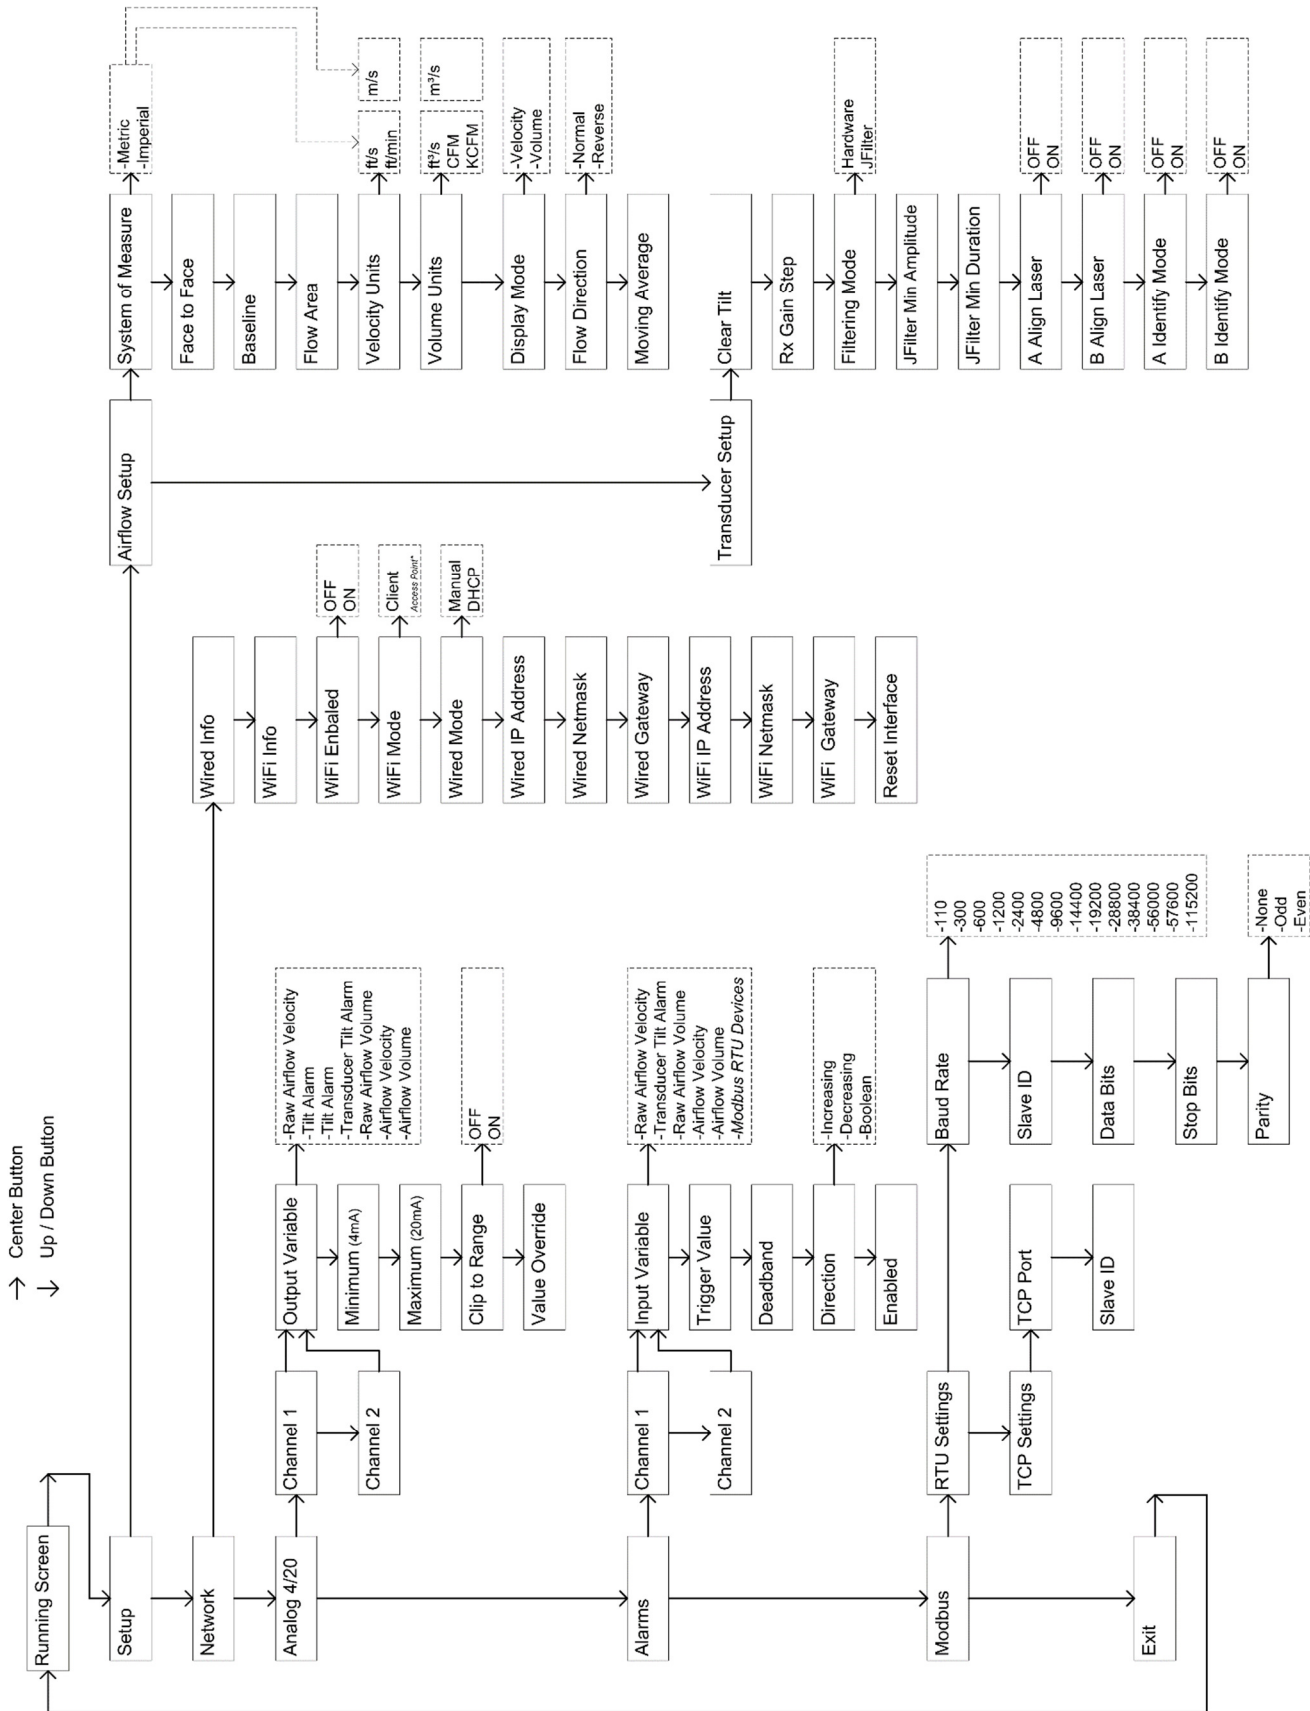 Center Button
Up / Down Button
Running Screen
Setup
Airflow Setup
System of Measure
-Metric
-Imperial
Face to Face
Baseline
Flow Area
Velocity Units
ft/s
ft/min
m/s
Volume Units
ft³/s
CFM
KCFM
m³/s
Display Mode
-Velocity
-Volume
Flow Direction
-Normal
-Reverse
Moving Average
Transducer Setup
Clear Tilt
Rx Gain Step
Filtering Mode
Hardware
JFilter
JFilter Min Amplitude
JFilter Min Duration
A Align Laser
OFF
ON
B Align Laser
OFF
ON
A Identify Mode
OFF
ON
B Identify Mode
OFF
ON
Network
Wired Info
WiFi Info
WiFi Enbaled
OFF
ON
WiFi Mode
Client
Access Point*
Wired Mode
Manual
DHCP
Wired IP Address
Wired Netmask
Wired Gateway
WiFi IP Address
WiFi Netmask
WiFi Gateway
Reset Interface
Analog 4/20
Channel 1
Channel 2
Output Variable
-Raw Airflow Velocity
-Tilt Alarm
-Tilt Alarm
-Transducer Tilt Alarm
-Raw Airflow Volume
-Airflow Velocity
-Airflow Volume
Minimum (4mA)
Maximum (20mA)
Clip to Range
OFF
ON
Value Override
Alarms
Channel 1
Channel 2
Input Variable
-Raw Airflow Velocity
-Transducer Tilt Alarm
-Raw Airflow Volume
-Airflow Velocity
-Airflow Volume
-Modbus RTU Devices
Trigger Value
Deadband
Direction
-Increasing
-Decreasing
-Boolean
Enabled
Modbus
RTU Settings
Baud Rate
-110
-300
-600
-1200
-2400
-4800
-9600
-14400
-19200
-28800
-38400
-56000
-57600
-115200
Slave ID
Data Bits
Stop Bits
Parity
-None
-Odd
-Even
TCP Settings
TCP Port
Slave ID
Exit